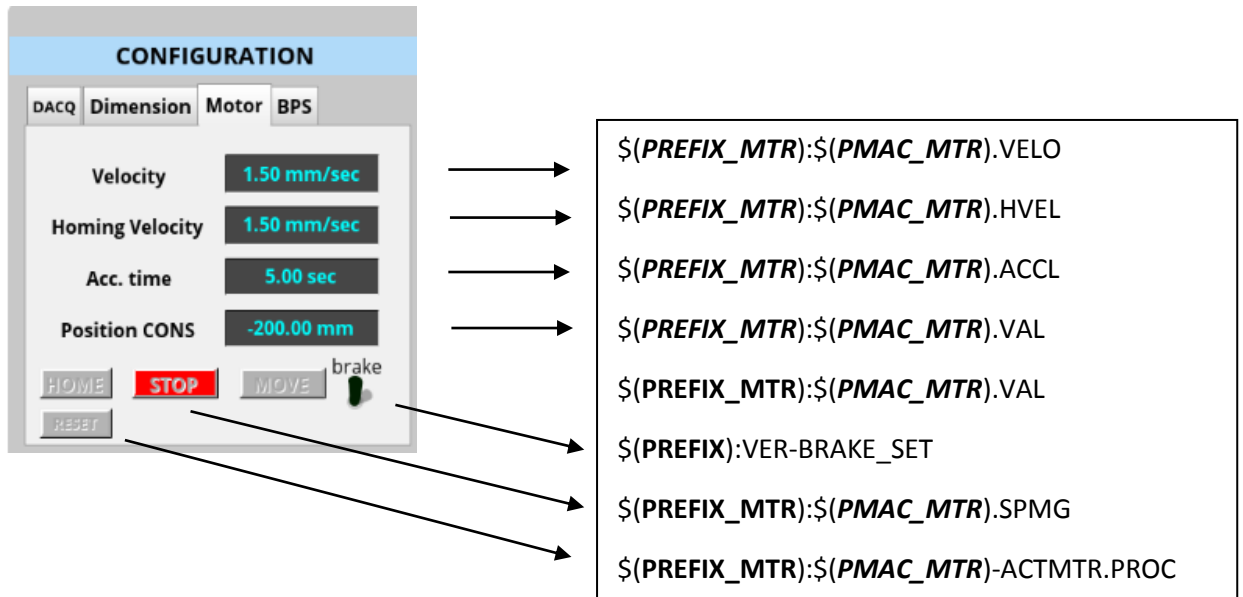 CONFIGURATION
DACQ Dimension Motor BPS
Velocity 1.50 mm/sec
Homing Velocity 1.50 mm/sec
Acc. time 5.00 sec
Position CONS -200.00 mm
brake
HOME STOP MOVE
RESET
$(PREFIX_MTR):$(PMAC_MTR).VELO
$(PREFIX_MTR):$(PMAC_MTR).HVEL
$(PREFIX_MTR):$(PMAC_MTR).ACCL
$(PREFIX_MTR):$(PMAC_MTR).VAL
$(PREFIX_MTR):$(PMAC_MTR).VAL
$(PREFIX):VER-BRAKE_SET
$(PREFIX_MTR):$(PMAC_MTR).SPMG
$(PREFIX_MTR):$(PMAC_MTR)-ACTMTR.PROC